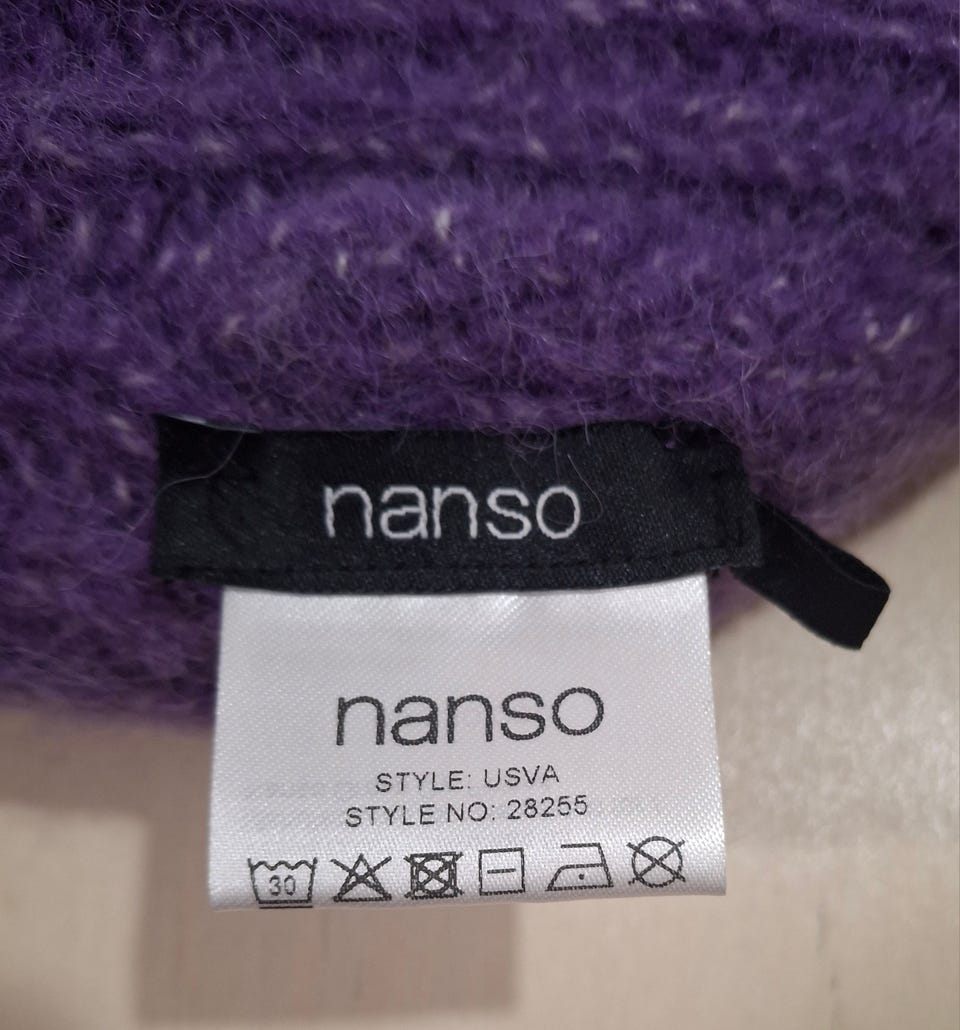 nanso
nanso
STYLE: USVA
STYLE NO: 28255
30